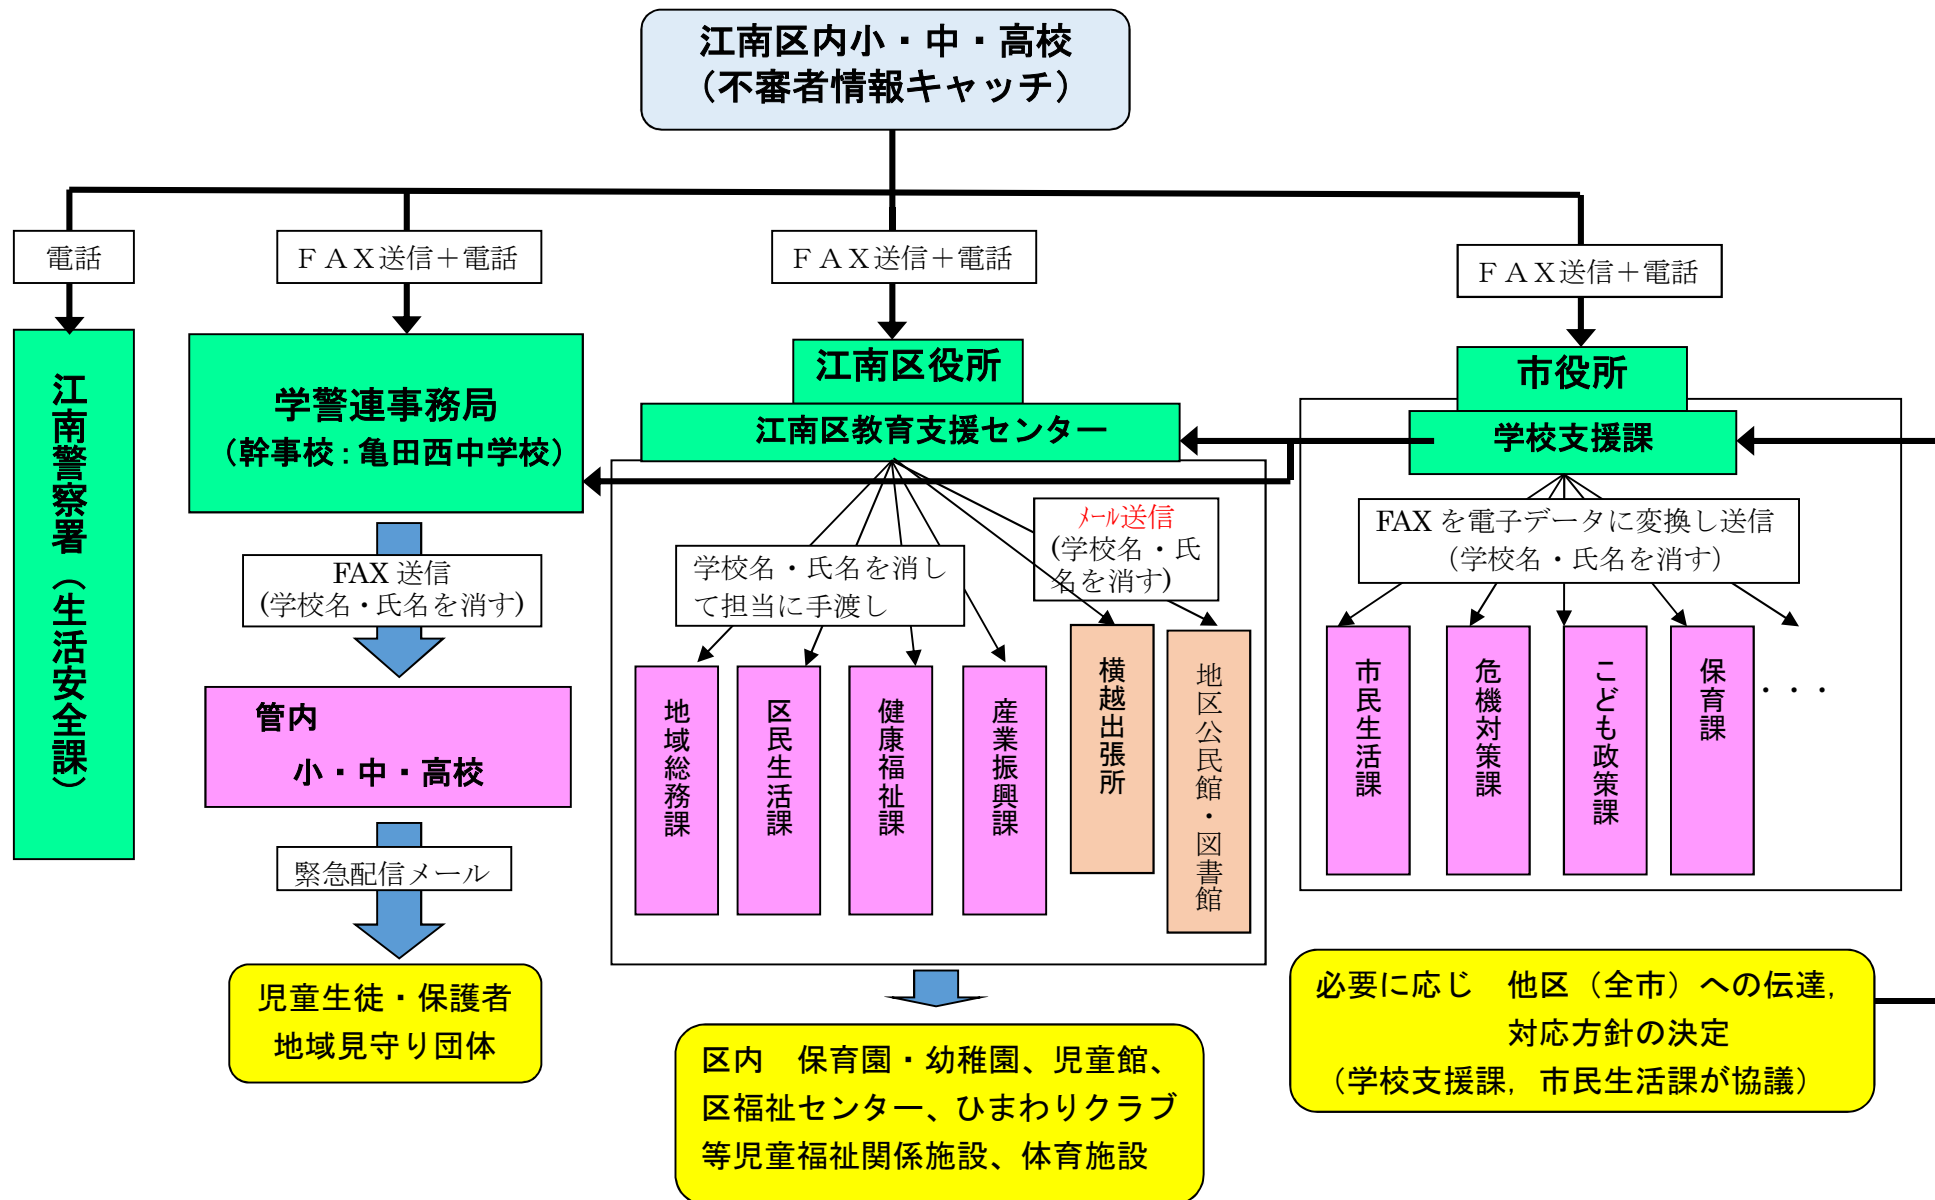 江南区内小・中・高校
（不審者情報キャッチ）
電話
ＦＡＸ送信＋電話
ＦＡＸ送信＋電話
ＦＡＸ送信＋電話
江南警察署（生活安全課）
学警連事務局
（幹事校：亀田西中学校）
江南区役所
江南区教育支援センター
市役所
学校支援課
FAX 送信
(学校名・氏名を消す)
学校名・氏名を消し
て担当に手渡し
ﾒｰﾙ送信
(学校名・氏
名を消す)
FAX を電子データに変換し送信
（学校名・氏名を消す）
管内
小・中・高校
地域総務課
区民生活課
健康福祉課
産業振興課
横越出張所
地区公民館・図書館
市民生活課
危機対策課
こども政策課
保育課
・・・
緊急配信メール
児童生徒・保護者
地域見守り団体
区内　保育園・幼稚園、児童館、
区福祉センター、ひまわりクラブ
等児童福祉関係施設、体育施設
必要に応じ　他区（全市）への伝達，
対応方針の決定
（学校支援課，市民生活課が協議）